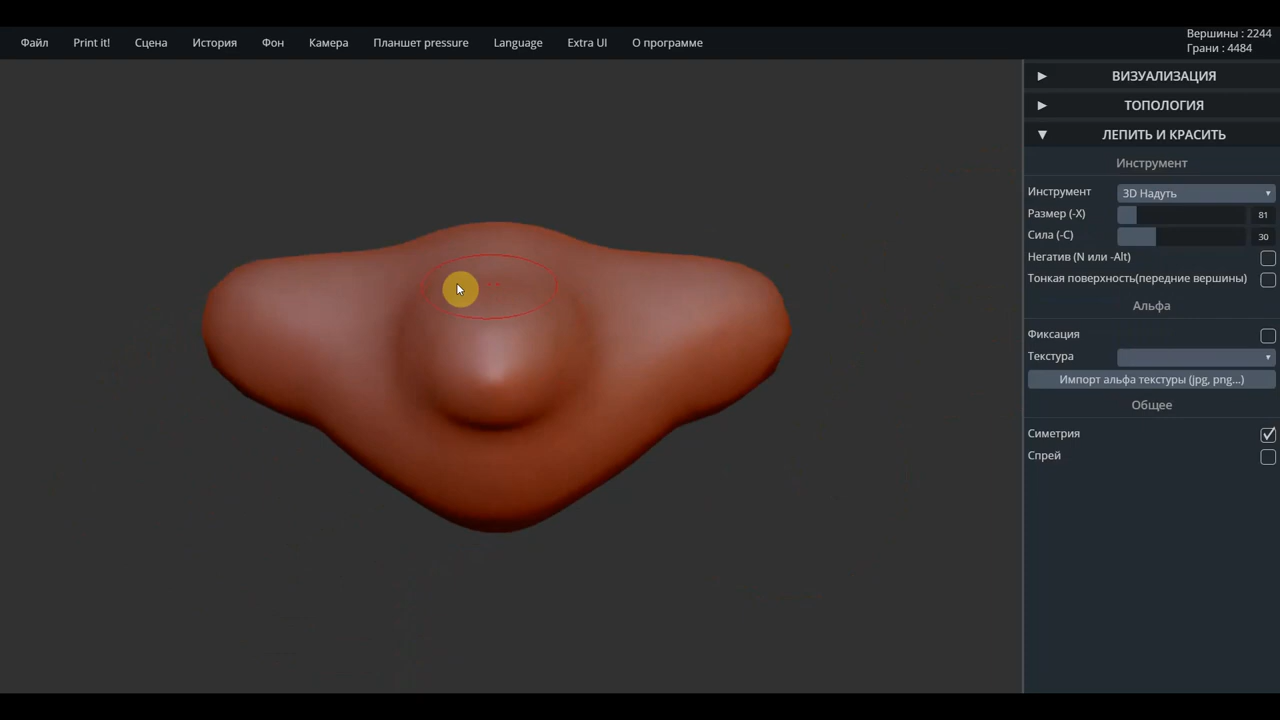 Файл Print it! Сцена История Фон Камера Планшет pressure Language Extra UI О программе
Вершины : 2244
Грани : 4484
ВИЗУАЛИЗАЦИЯ
ТОПОЛОГИЯ
ЛЕПИТЬ И КРАСИТЬ
Инструмент
Инструмент 3D Надуть
Размер (-X) 81
Сила (-C) 30
Негатив (N или -Alt)
Тонкая поверхность(передние вершины)
Альфа
Фиксация
Текстура
Импорт альфа текстуры (jpg, png...)
Общее
Симетрия
Спрей